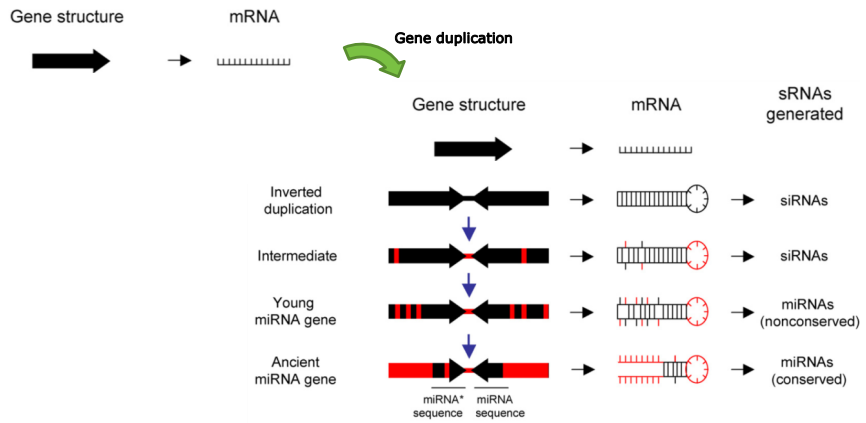 Gene structure
mRNA
Gene duplication
Gene structure
mRNA
sRNAs
generated
Inverted
duplication
siRNAs
Intermediate
siRNAs
Young
miRNA gene
miRNAs
(nonconserved)
Ancient
miRNA gene
miRNAs
(conserved)
miRNA*
sequence
miRNA
sequence